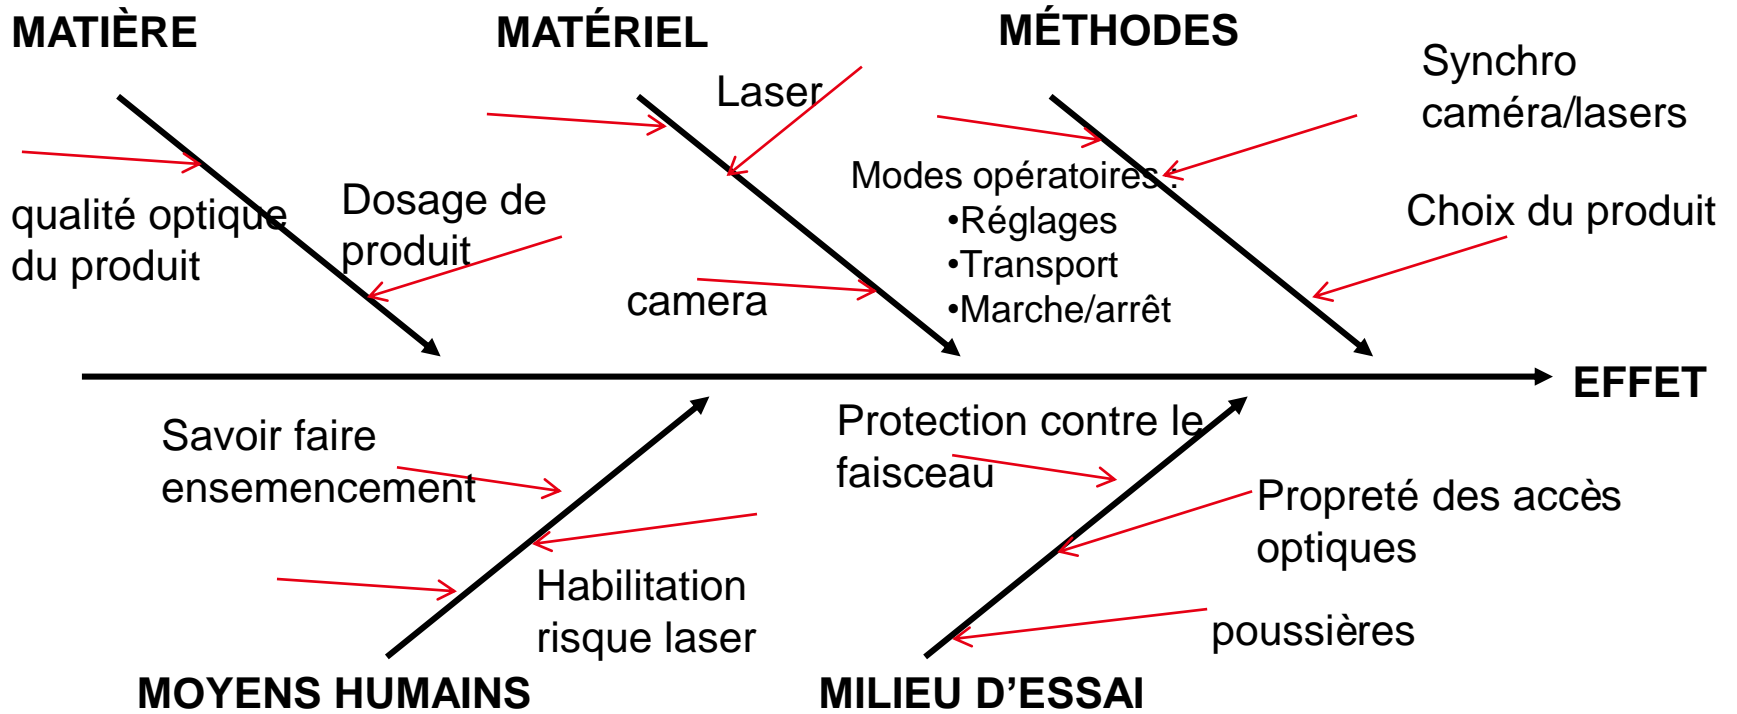 MATIÈRE
MATÉRIEL
MÉTHODES
Synchro
caméra/lasers
Laser
qualité optique
du produit
Dosage de
produit
camera
Modes opératoires :
•Réglages
•Transport
•Marche/arrêt
Choix du produit
EFFET
Savoir faire
ensemencement
Habilitation
risque laser
Protection contre le
faisceau
Propreté des accès
optiques
poussières
MOYENS HUMAINS
MILIEU D’ESSAI